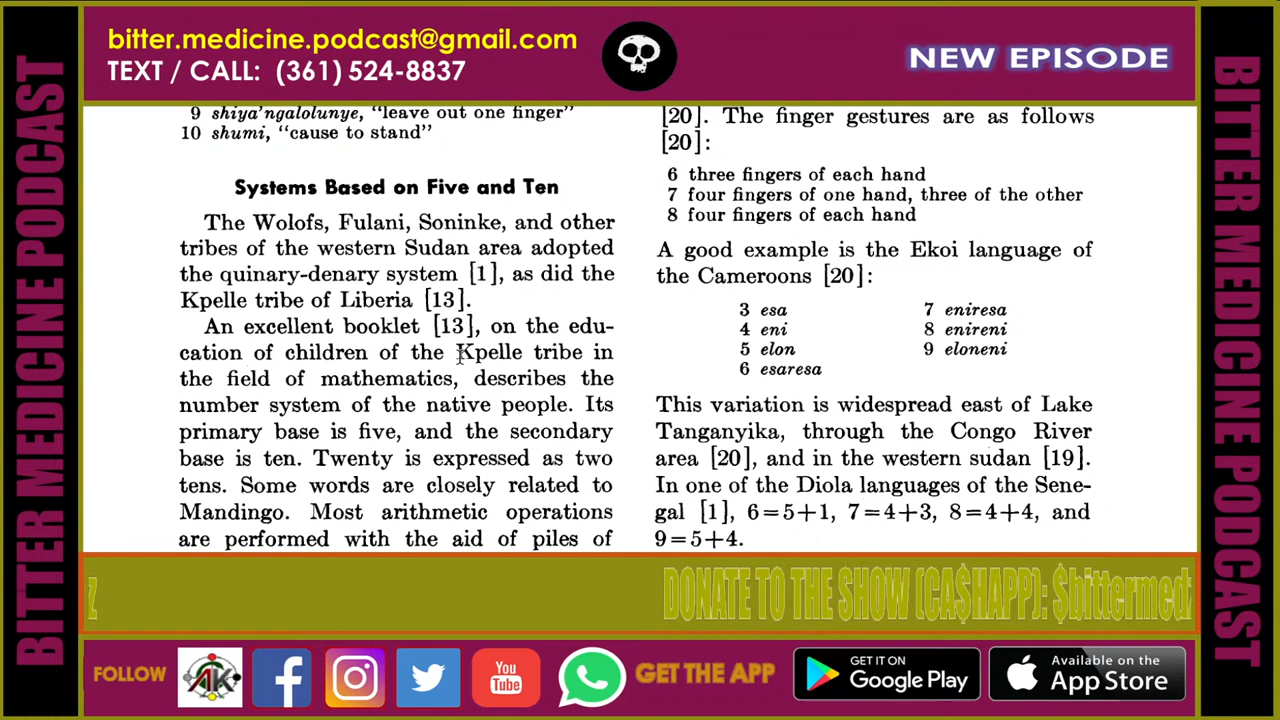 bitter.medicine.podcast@gmail.com
TEXT / CALL: (361) 524-8837
NEW EPISODE
BITTER MEDICINE PODCAST
9 shiya'ngalolunye, "leave out one finger"
10 shumi, "cause to stand"
Systems Based on Five and Ten
The Wolofs, Fulani, Soninke, and other
tribes of the western Sudan area adopted
the quinary-denary system [1], as did the
Kpelle tribe of Liberia [13].
An excellent booklet [13], on the edu-
cation of children of the Kpelle tribe in
the field of mathematics, describes the
number system of the native people. Its
primary base is five, and the secondary
base is ten. Twenty is expressed as two
tens. Some words are closely related to
Mandingo. Most arithmetic operations
are performed with the aid of piles of
[20]. The finger gestures are as follows
[20]:
6 three fingers of each hand
7 four fingers of one hand, three of the other
8 four fingers of each hand
A good example is the Ekoi language of
the Cameroons [20]:
3 esa
4 eni
5 elon
6 esaresa
7 eniresa
8 enireni
9 eloneni
This variation is widespread east of Lake
Tanganyika, through the Congo River
area [20], and in the western sudan [19].
In one of the Diola languages of the Sene-
gal [1], 6=5+1, 7=4+3, 8=4+4, and
9=5+4.
BITTER MEDICINE PODCAST
z
DONATE TO THE SHOW (CA$HAPP): $bittermedz
FOLLOW
ATK
You
Tube
GET THE APP
GET IT ON
Google Play
Available on the
App Store